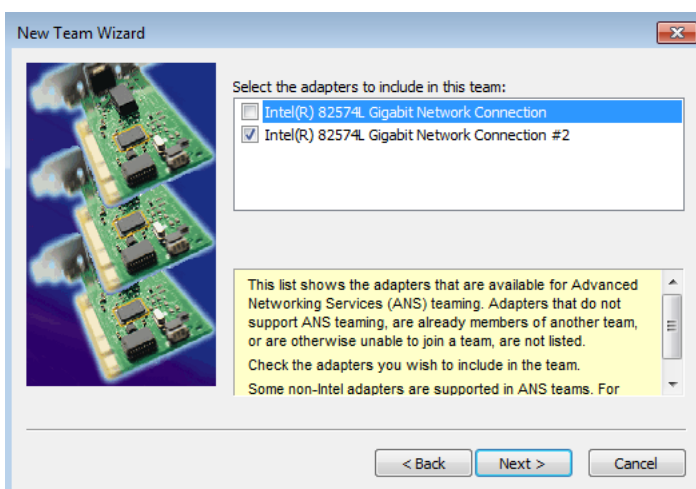 New Team Wizard
Select the adapters to include in this team:
Intel(R) 82574L Gigabit Network Connection
Intel(R) 82574L Gigabit Network Connection #2
This list shows the adapters that are available for Advanced
Networking Services (ANS) teaming. Adapters that do not
support ANS teaming, are already members of another team,
or are otherwise unable to join a team, are not listed.
Check the adapters you wish to include in the team.
Some non-Intel adapters are supported in ANS teams. For
< Back
Next >
Cancel